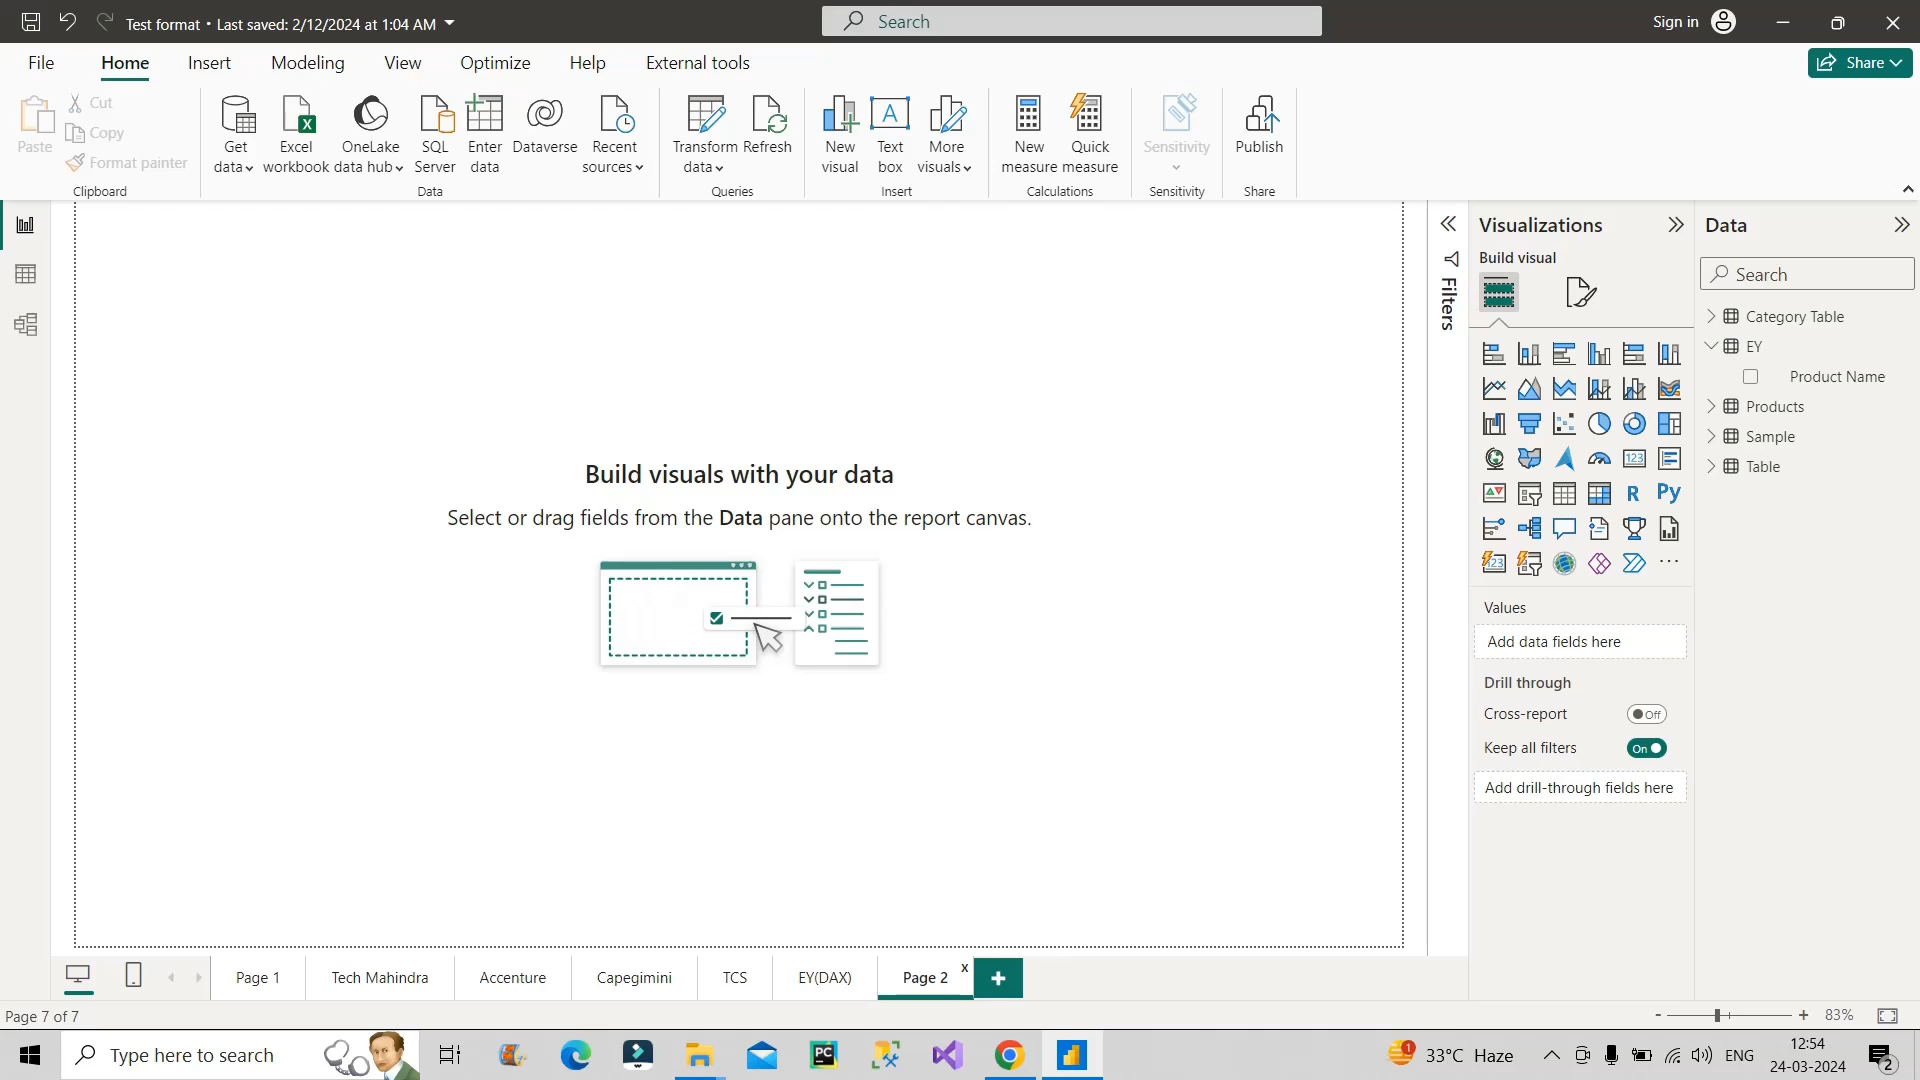 Test format • Last saved: 2/12/2024 at 1:04 AM
Search
Sign in
File
Home
Insert
Modeling
View
Optimize
Help
External tools
Share
Paste
Cut
Copy
Format painter
Clipboard
Get data
Excel workbook
OneLake data hub
SQL Server
Enter data
Dataverse
Recent sources
Data
Transform data
Refresh
Queries
New visual
Text box
More visuals
Insert
New measure
Quick measure
Calculations
Sensitivity
Sensitivity
Publish
Share
Build visuals with your data
Select or drag fields from the Data pane onto the report canvas.
Filters
Visualizations
Build visual
123
R
Py
123
Values
Add data fields here
Drill through
Cross-report
Off
Keep all filters
On
Add drill-through fields here
Data
Search
Category Table
EY
Product Name
Products
Sample
Table
Page 1
Tech Mahindra
Accenture
Capegimini
TCS
EY(DAX)
Page 2
x
+
Page 7 of 7
- + 83%
Type here to search
PC
1
33°C Haze
ENG
12:54
24-03-2024
2